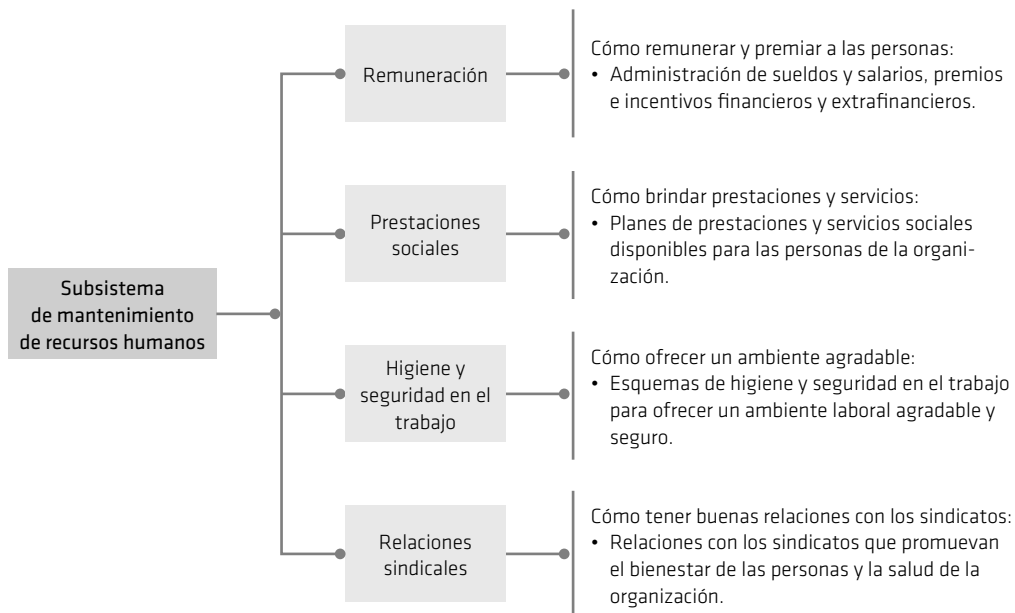 Subsistema
de mantenimiento
de recursos humanos
Remuneración
Cómo remunerar y premiar a las personas:
• Administración de sueldos y salarios, premios
e incentivos financieros y extrafinancieros.
Prestaciones
sociales
Cómo brindar prestaciones y servicios:
• Planes de prestaciones y servicios sociales
disponibles para las personas de la organi-
zación.
Higiene y
seguridad en el
trabajo
Cómo ofrecer un ambiente agradable:
• Esquemas de higiene y seguridad en el trabajo
para ofrecer un ambiente laboral agradable y
seguro.
Relaciones
sindicales
Cómo tener buenas relaciones con los sindicatos:
• Relaciones con los sindicatos que promuevan
el bienestar de las personas y la salud de la
organización.